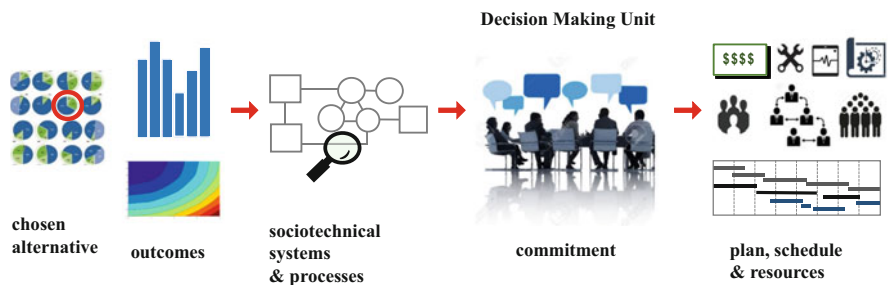 Decision Making Unit
$$$$
chosen
alternative
outcomes
sociotechnical
systems
& processes
commitment
plan, schedule
& resources